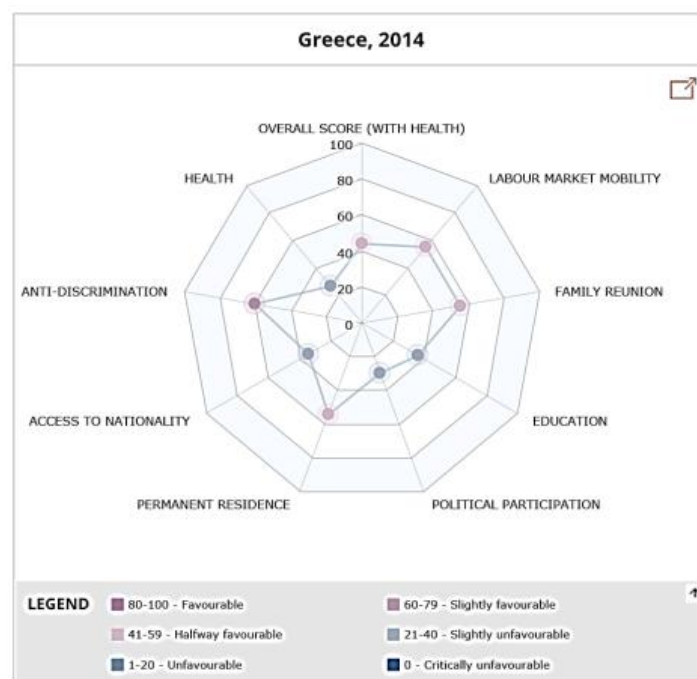 Greece, 2014
OVERALL SCORE (WITH HEALTH)
100
HEALTH
LABOUR MARKET MOBILITY
80
60
40
ANTI-DISCRIMINATION
FAMILY REUNION
20
0
ACCESS TO NATIONALITY
EDUCATION
PERMANENT RESIDENCE
POLITICAL PARTICIPATION
LEGEND
80-100 - Favourable
60-79 - Slightly favourable
41-59 - Halfway favourable
21-40 - Slightly unfavourable
1-20 - Unfavourable
0 - Critically unfavourable